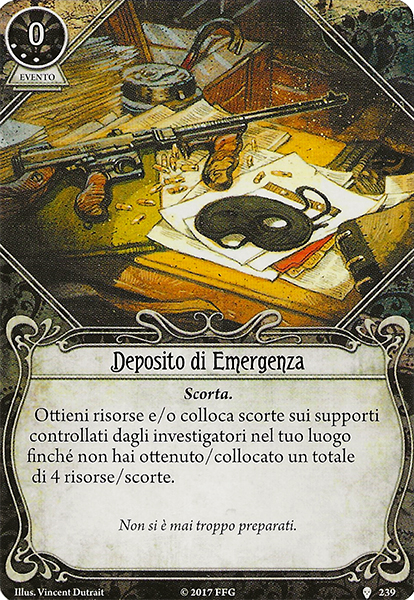 0
EVENTO
Deposito di Emergenza
Scorta.
Ottieni risorse e/o colloca scorte sui supporti
controllati dagli investigatori nel tuo luogo
finché non hai ottenuto/collocato un totale
di 4 risorse/scorte.
Non si è mai troppo preparati.
Illus. Vincent Dutrait © 2017 FFG 239